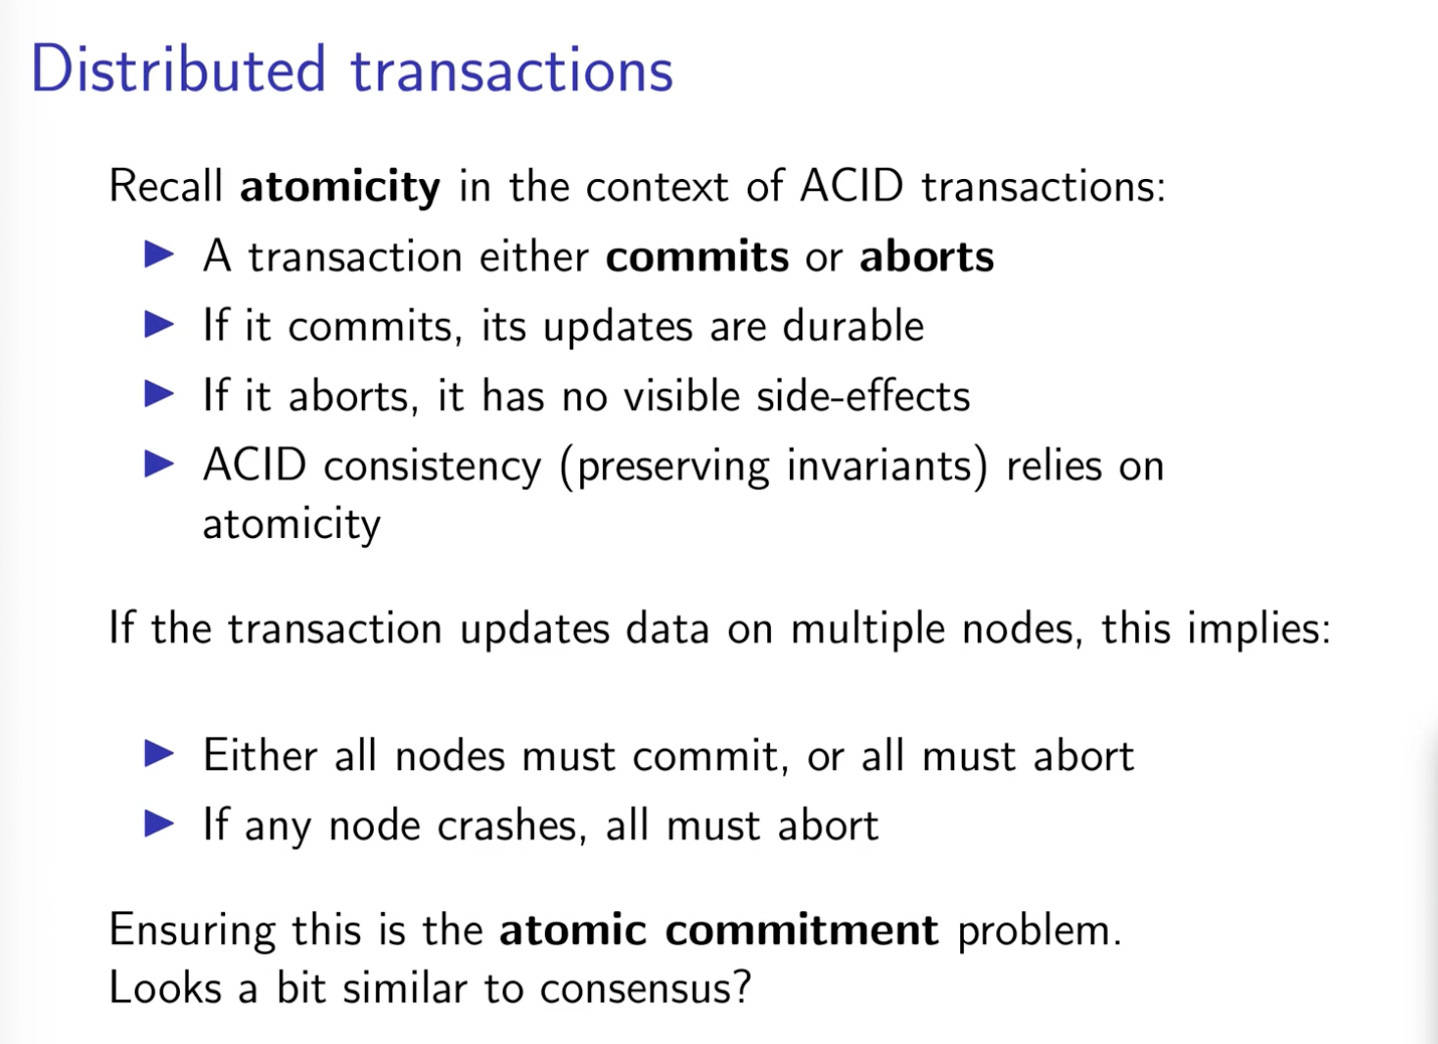 Distributed transactions
Recall atomicity in the context of ACID transactions:
▶ A transaction either commits or aborts
▶ If it commits, its updates are durable
▶ If it aborts, it has no visible side-effects
▶ ACID consistency (preserving invariants) relies on
atomicity
If the transaction updates data on multiple nodes, this implies:
▶ Either all nodes must commit, or all must abort
▶ If any node crashes, all must abort
Ensuring this is the atomic commitment problem.
Looks a bit similar to consensus?